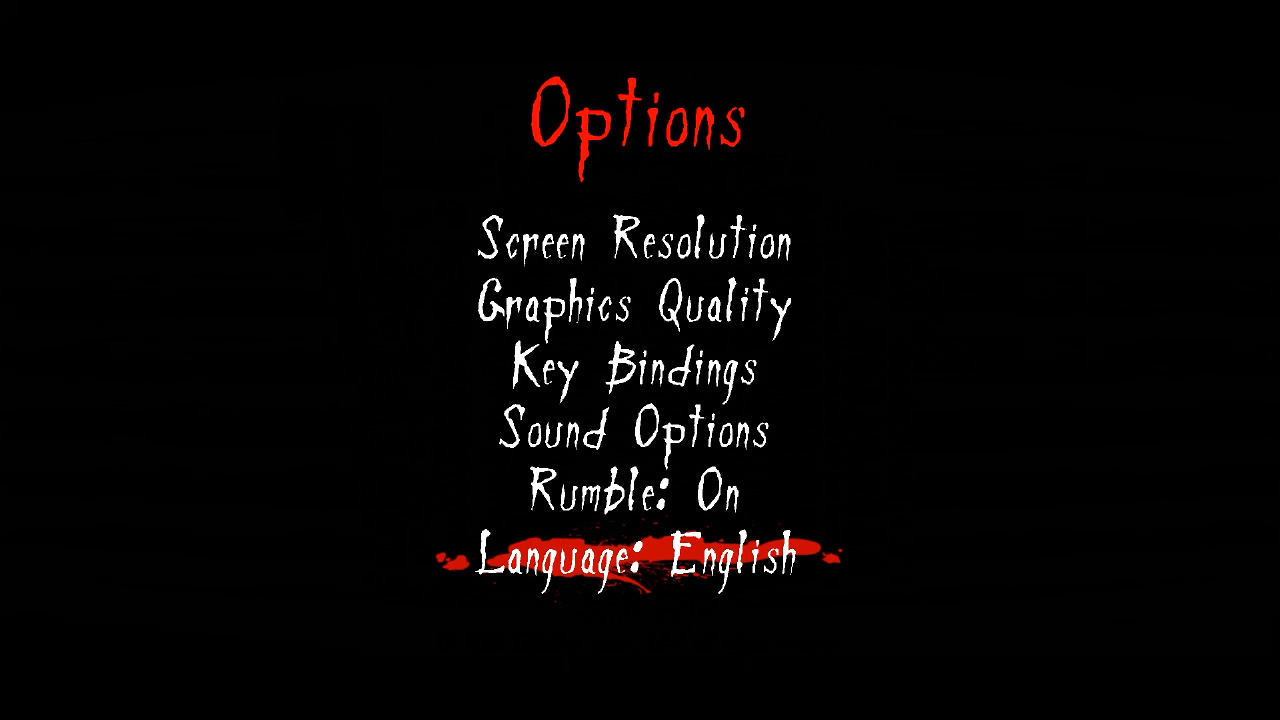 Options
Screen Resolution
Graphics Quality
Key Bindings
Sound Options
Rumble: On
Language: English